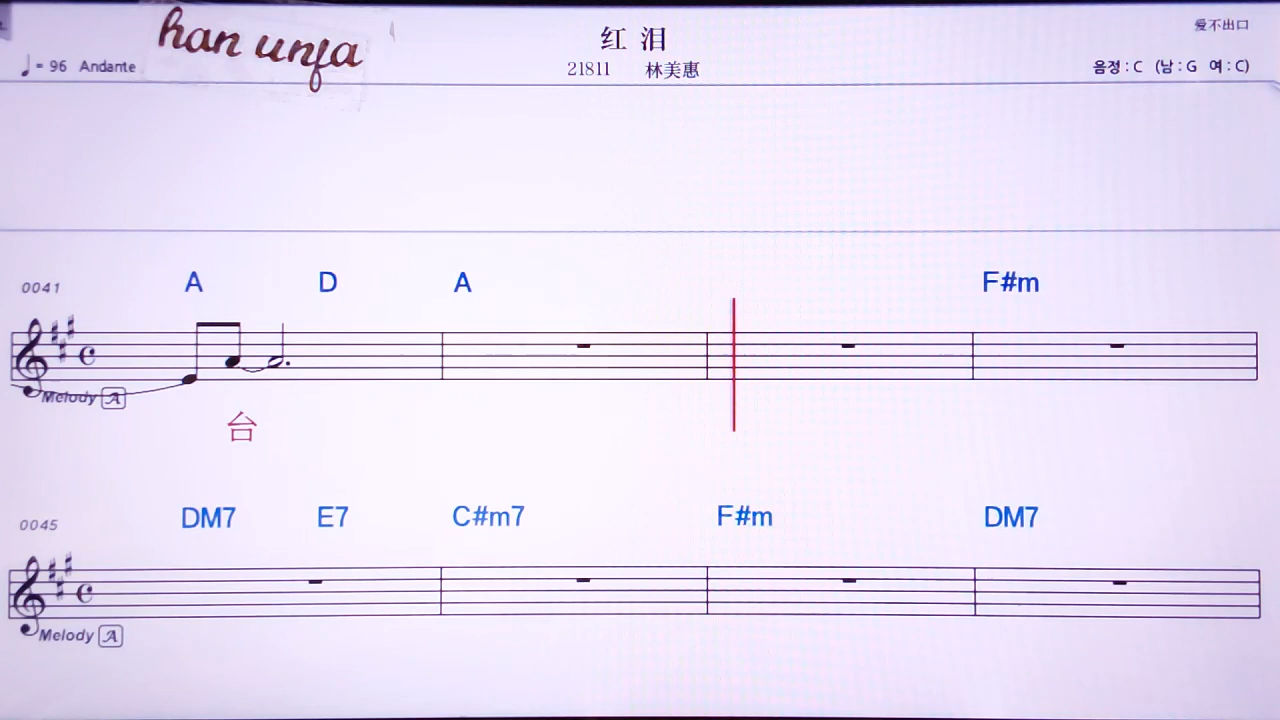 han unfa
红 泪
爱不出口
♩= 96 Andante
21811 林美惠
음정 : C (남 : G 여 : C)
0041 A D A F#m
Melody A
台
0045 DM7 E7 C#m7 F#m DM7
Melody A